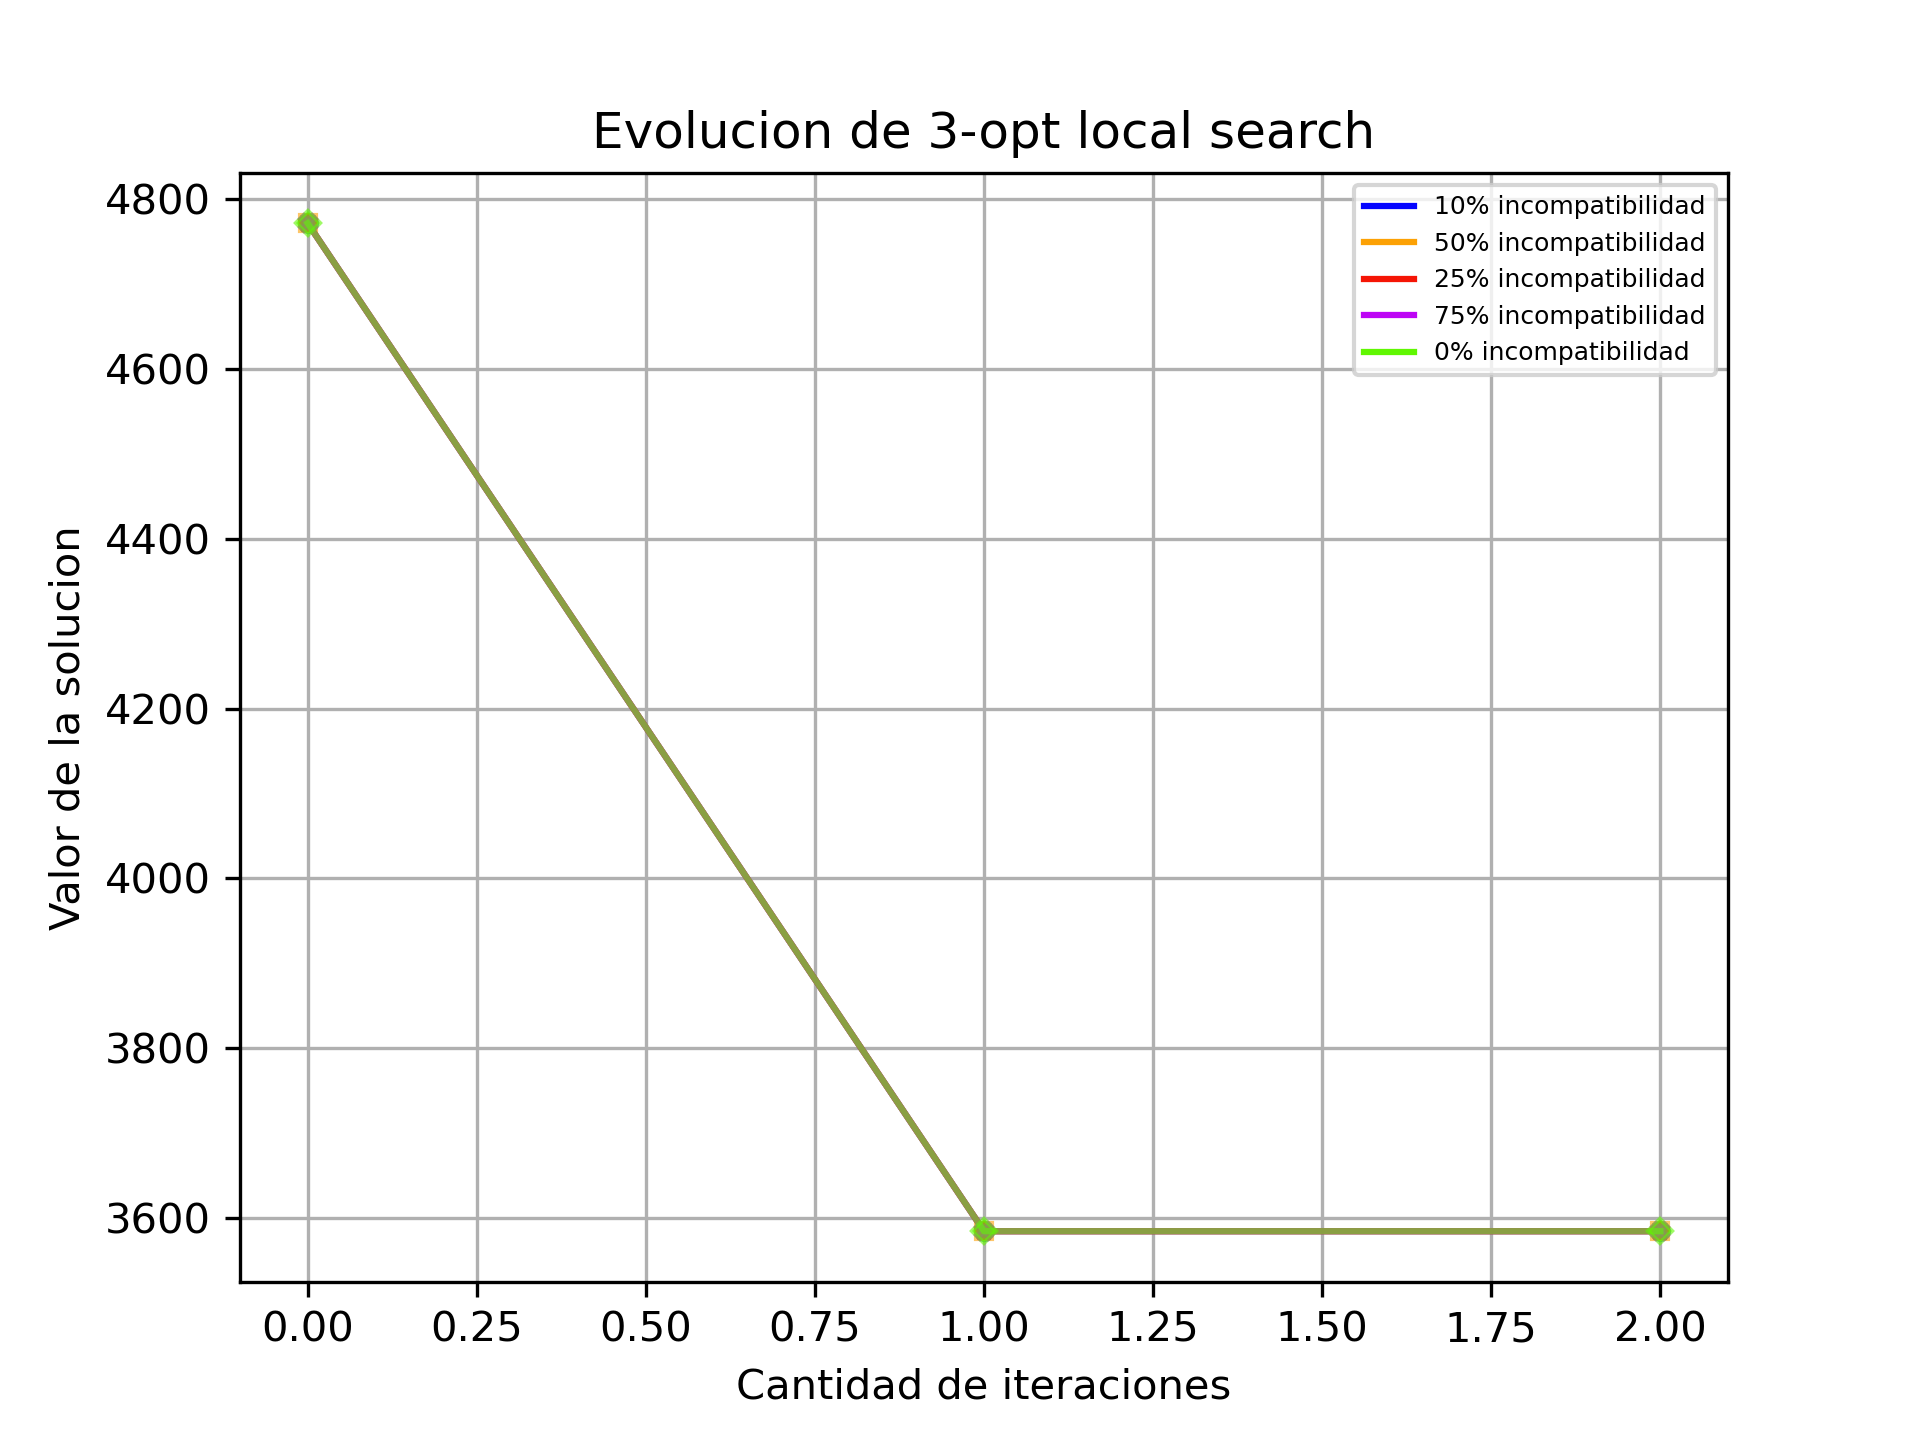 Evolucion de 3-opt local search
4800
4600
4400
4200
4000
3800
3600
Valor de la solucion
10% incompatibilidad
50% incompatibilidad
25% incompatibilidad
75% incompatibilidad
0% incompatibilidad
0.00 0.25 0.50 0.75 1.00 1.25 1.50 1.75 2.00
Cantidad de iteraciones